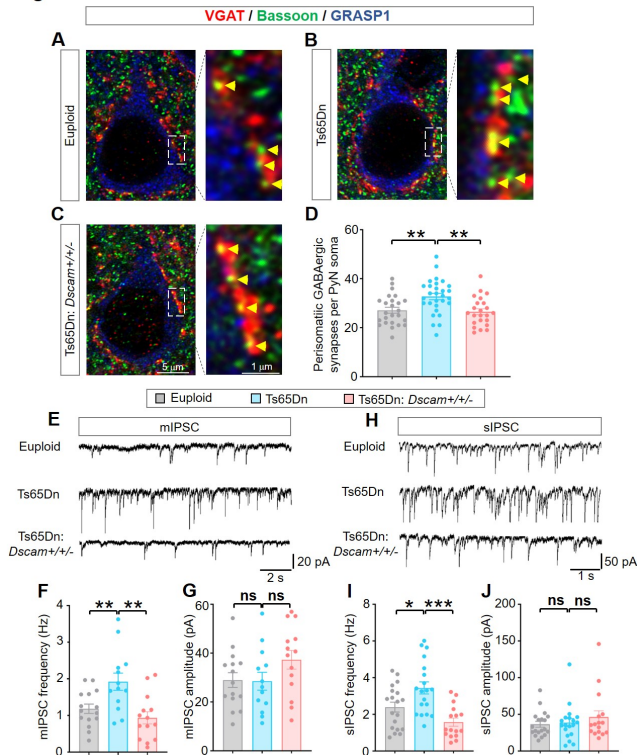 VGAT / Bassoon / GRASP1
A
B
Euploid
Ts65Dn
C
D
Ts65Dn: Dscam+/+/-
5 μm
1 μm
Perisomatic GABAergic
synapses per PyN soma
60
40
20
0
** **
Euploid Ts65Dn Ts65Dn: Dscam+/+/-
E
H
mIPSC
sIPSC
Euploid
Euploid
Ts65Dn
Ts65Dn
Ts65Dn:
Dscam+/+/-
Ts65Dn:
Dscam+/+/-
20 pA
2 s
50 pA
1 s
F
G
I
J
mIPSC frequency (Hz)
4
3
2
1
0
** **
mIPSC amplitude (pA)
60
40
20
0
ns ns
sIPSC frequency (Hz)
8
6
4
2
0
* ***
sIPSC amplitude (pA)
200
150
100
50
0
ns ns